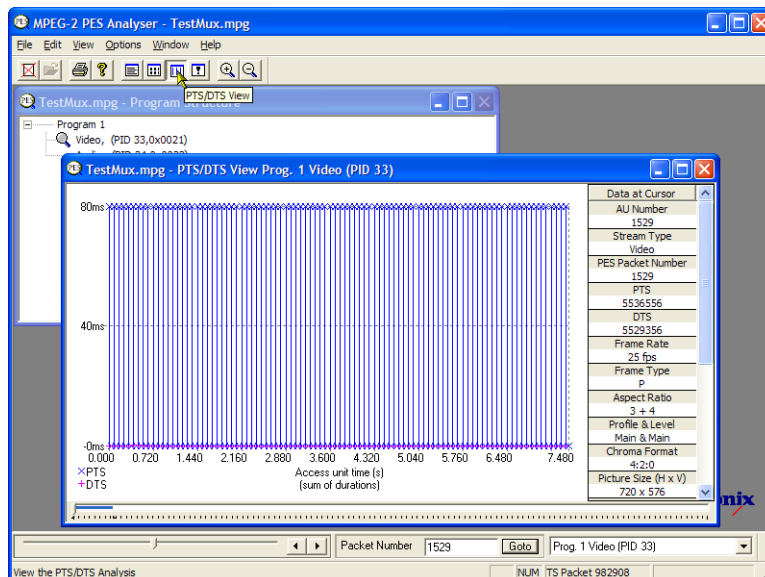 MPEG-2 PES Analyser - TestMux.mpg
File Edit View Options Window Help
PTS/DTS View
TestMux.mpg - Program Structure
Program 1
Video, (PID 33,0x0021)
TestMux.mpg - PTS/DTS View Prog. 1 Video (PID 33)
80ms
40ms
-0ms
0.000 0.720 1.440 2.160 2.880 3.600 4.320 5.040 5.760 6.480 7.480
×PTS
+DTS
Access unit time (s)
(sum of durations)
Data at Cursor
AU Number
1529
Stream Type
Video
PES Packet Number
1529
PTS
5536556
DTS
5529356
Frame Rate
25 fps
Frame Type
P
Aspect Ratio
3 + 4
Profile & Level
Main & Main
Chroma Format
4:2:0
Picture Size (H x V)
720 x 576
nix
Packet Number 1529 Goto Prog. 1 Video (PID 33)
View the PTS/DTS Analysis NUM TS Packet 982908